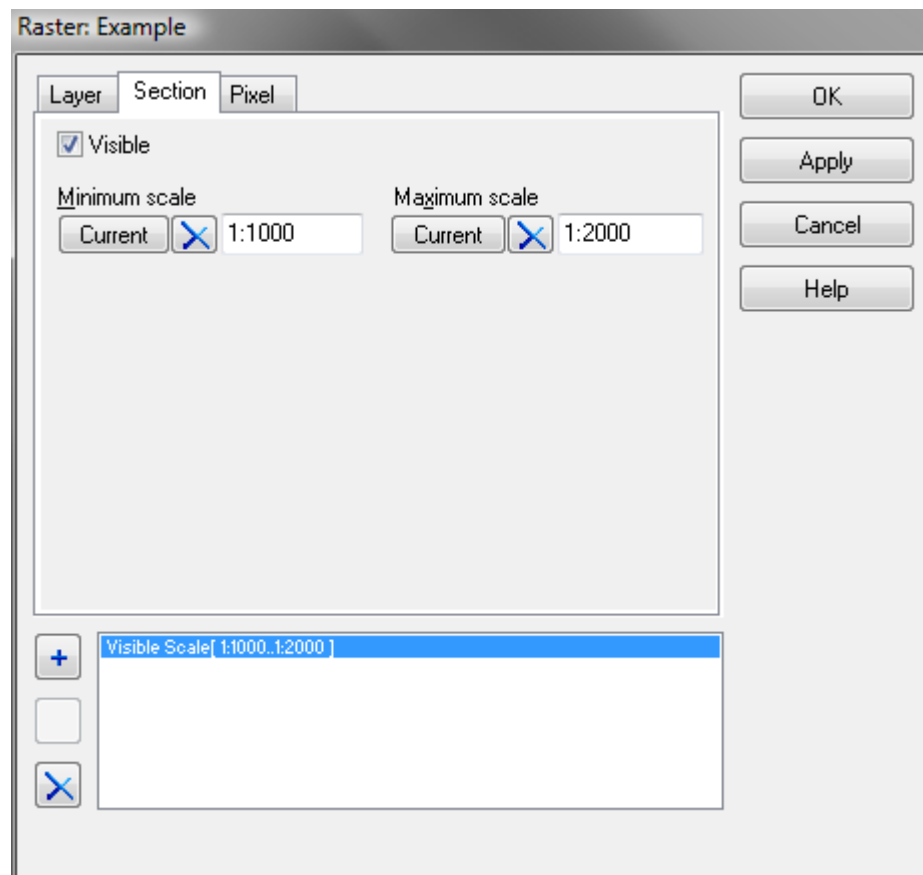 Raster: Example
Layer Section Pixel
Visible
Minimum scale Maximum scale
Current 1:1000 Current 1:2000
OK
Apply
Cancel
Help
Visible Scale[ 1:1000..1:2000 ]